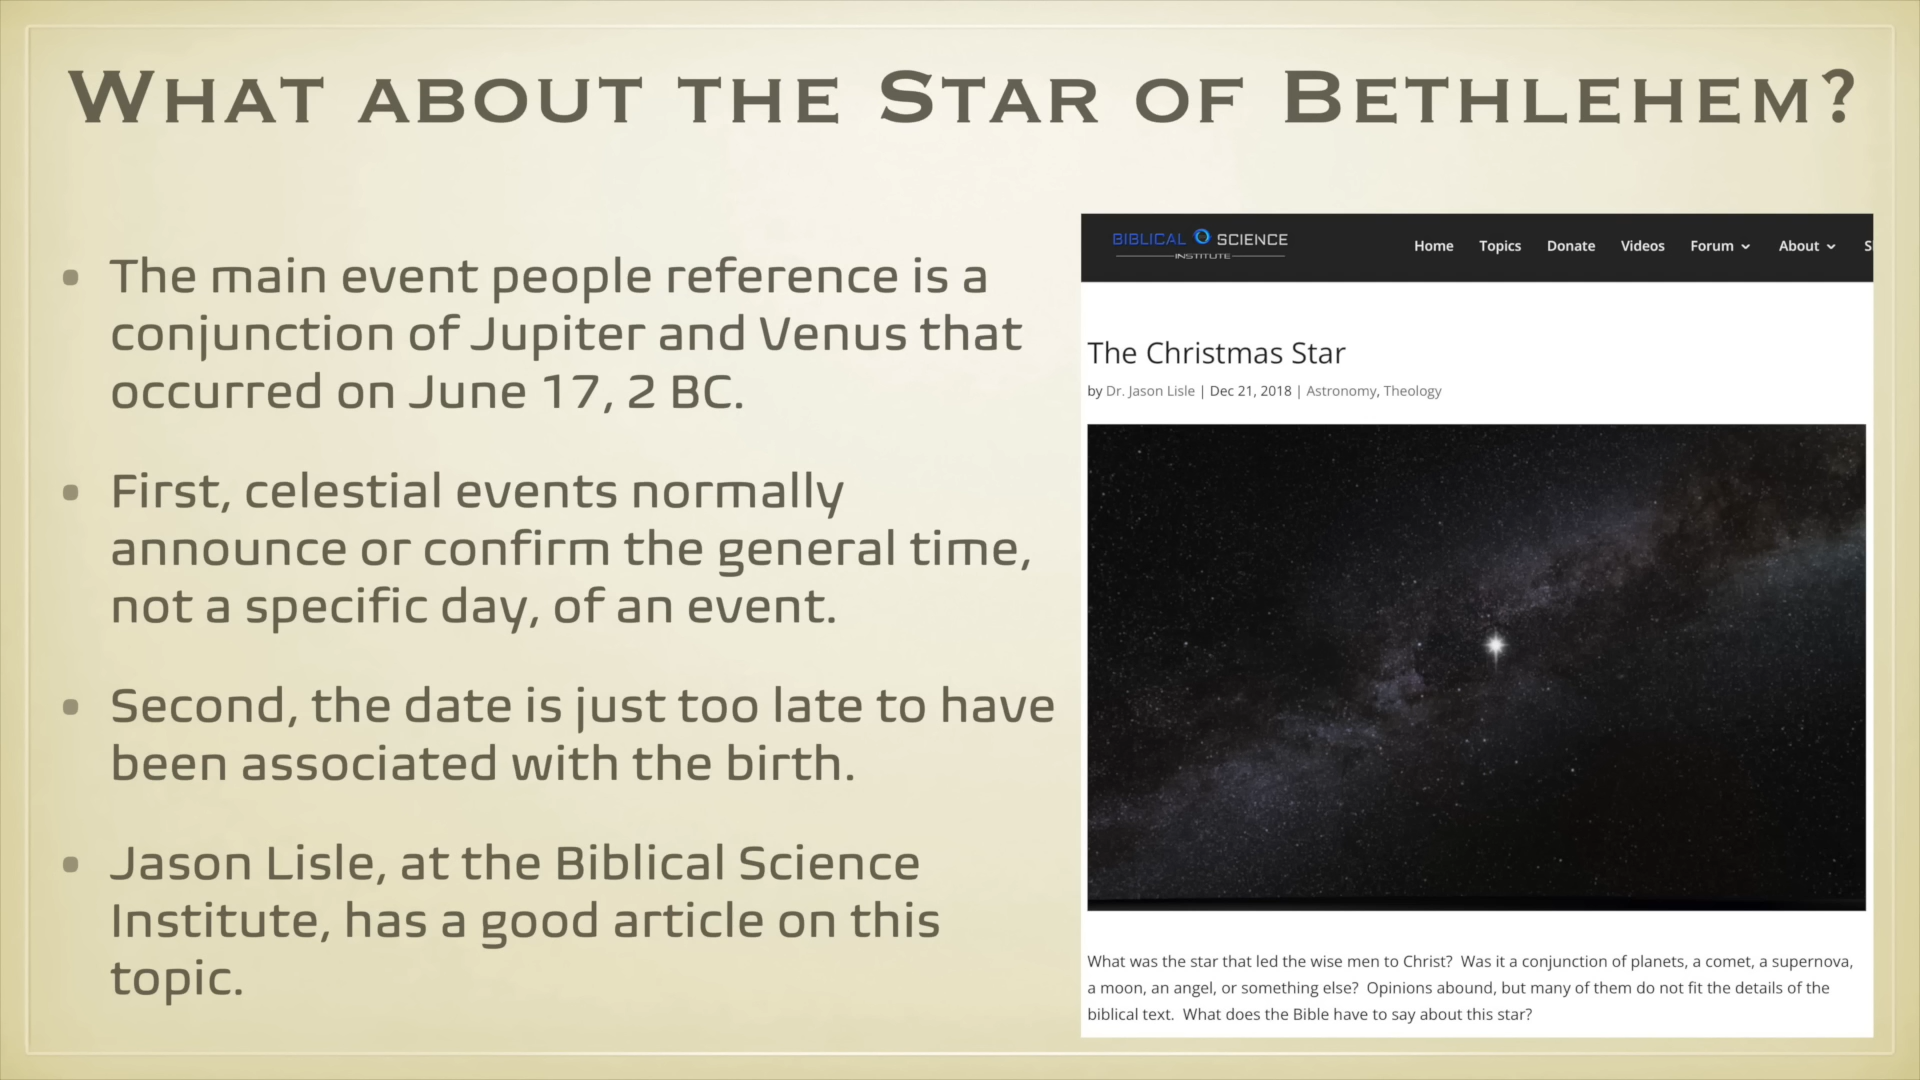 What about the Star of Bethlehem?
• The main event people reference is a
conjunction of Jupiter and Venus that
occurred on June 17, 2 BC.
• First, celestial events normally
announce or confirm the general time,
not a specific day, of an event.
• Second, the date is just too late to have
been associated with the birth.
• Jason Lisle, at the Biblical Science
Institute, has a good article on this
topic.
BIBLICAL SCIENCE
INSTITUTE
Home Topics Donate Videos Forum About
The Christmas Star
by Dr. Jason Lisle | Dec 21, 2018 | Astronomy, Theology
What was the star that led the wise men to Christ? Was it a conjunction of planets, a comet, a supernova,
a moon, an angel, or something else? Opinions abound, but many of them do not fit the details of the
biblical text. What does the Bible have to say about this star?